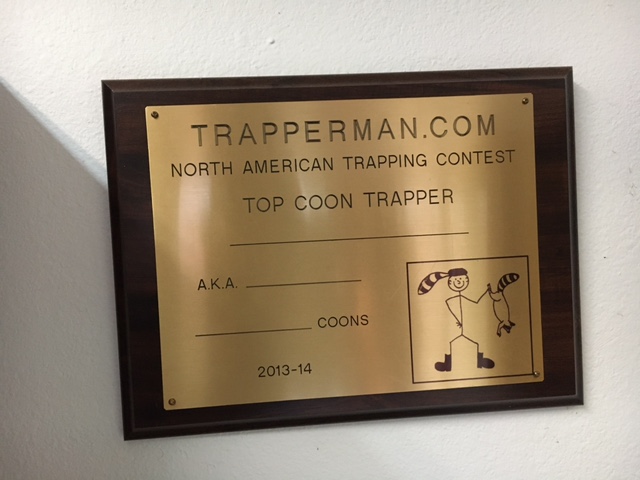 TRAPPERMAN.COM
NORTH AMERICAN TRAPPING CONTEST
TOP COON TRAPPER
A.K.A.
COONS
2013-14